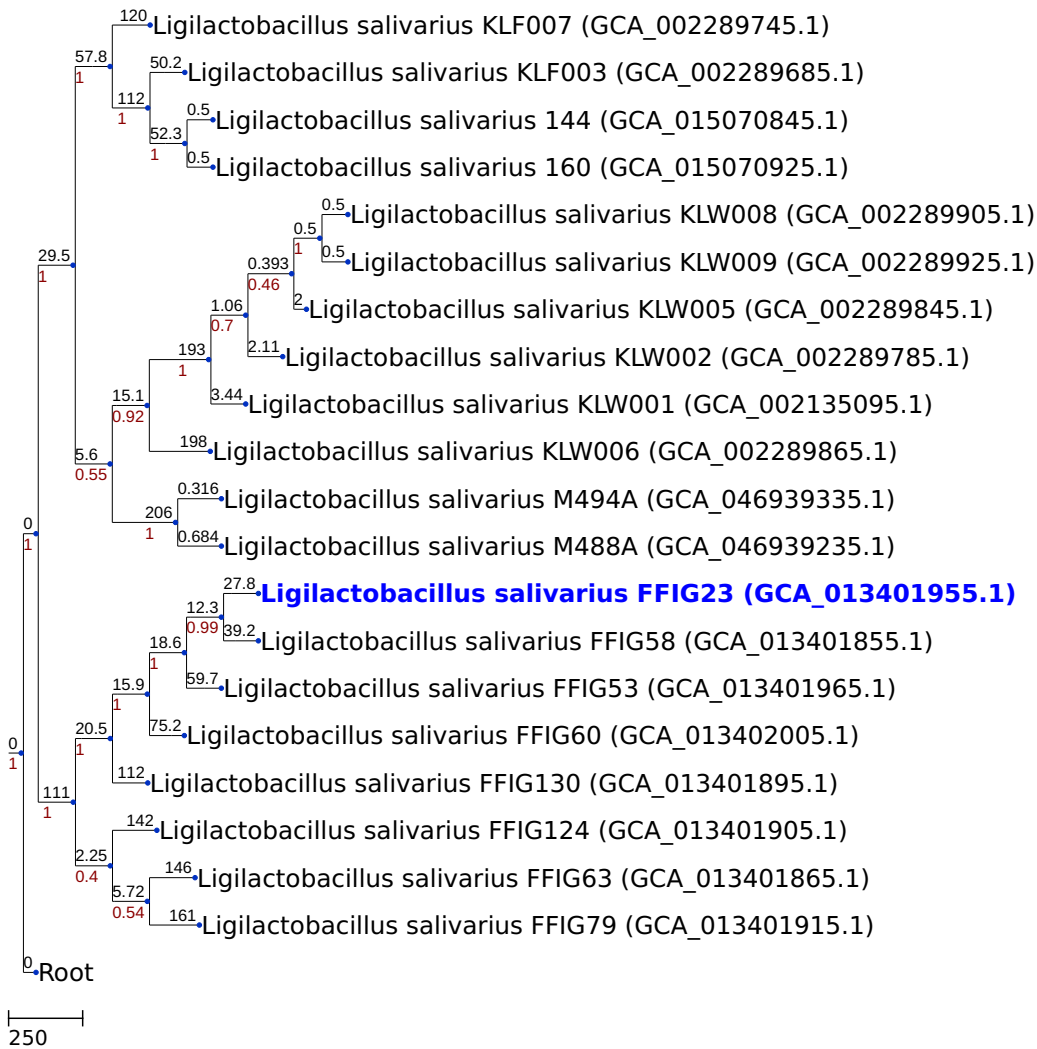 120
Ligilactobacillus salivarius KLF007 (GCA_002289745.1)
57.8
1
50.2
Ligilactobacillus salivarius KLF003 (GCA_002289685.1)
112
1
0.5
Ligilactobacillus salivarius 144 (GCA_015070845.1)
52.3
1
0.5
Ligilactobacillus salivarius 160 (GCA_015070925.1)
29.5
1
0.5
Ligilactobacillus salivarius KLW008 (GCA_002289905.1)
0.5
1
0.5
Ligilactobacillus salivarius KLW009 (GCA_002289925.1)
0.393
0.46
2
Ligilactobacillus salivarius KLW005 (GCA_002289845.1)
1.06
0.7
2.11
Ligilactobacillus salivarius KLW002 (GCA_002289785.1)
193
1
3.44
Ligilactobacillus salivarius KLW001 (GCA_002135095.1)
15.1
0.92
198
Ligilactobacillus salivarius KLW006 (GCA_002289865.1)
5.6
0.55
0.316
Ligilactobacillus salivarius M494A (GCA_046939335.1)
206
1
0.684
Ligilactobacillus salivarius M488A (GCA_046939235.1)
0
1
27.8
Ligilactobacillus salivarius FFIG23 (GCA_013401955.1)
12.3
0.99
39.2
Ligilactobacillus salivarius FFIG58 (GCA_013401855.1)
18.6
1
59.7
Ligilactobacillus salivarius FFIG53 (GCA_013401965.1)
15.9
1
75.2
Ligilactobacillus salivarius FFIG60 (GCA_013402005.1)
20.5
1
112
Ligilactobacillus salivarius FFIG130 (GCA_013401895.1)
0
1
111
1
142
Ligilactobacillus salivarius FFIG124 (GCA_013401905.1)
2.25
0.4
146
Ligilactobacillus salivarius FFIG63 (GCA_013401865.1)
5.72
0.54
161
Ligilactobacillus salivarius FFIG79 (GCA_013401915.1)
0
Root
250